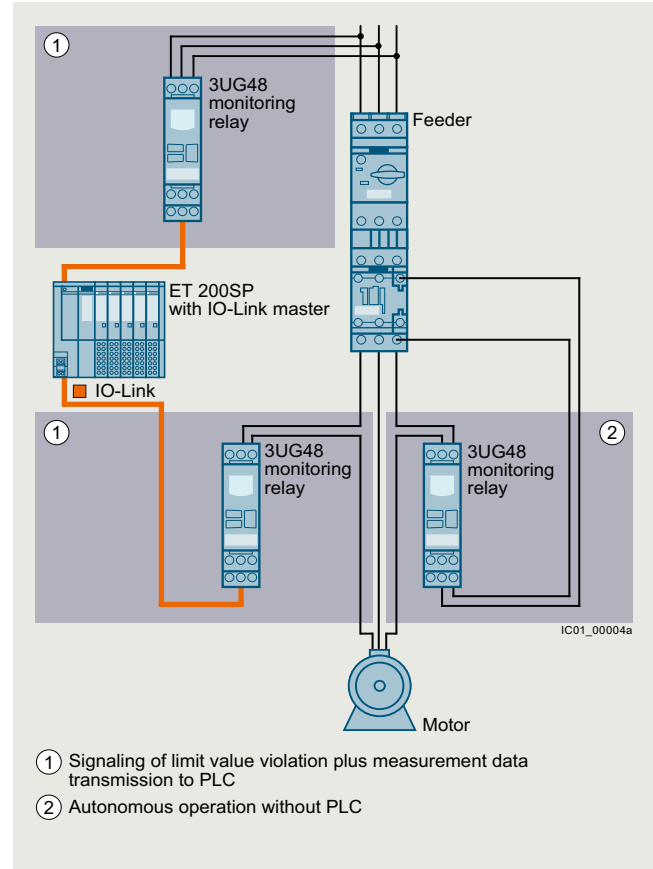 1
3UG48
monitoring
relay
Feeder
ET 200SP
with IO-Link master
IO-Link
1
3UG48
monitoring
relay
2
3UG48
monitoring
relay
IC01_00004a
Motor
1 Signaling of limit value violation plus measurement data
transmission to PLC
2 Autonomous operation without PLC